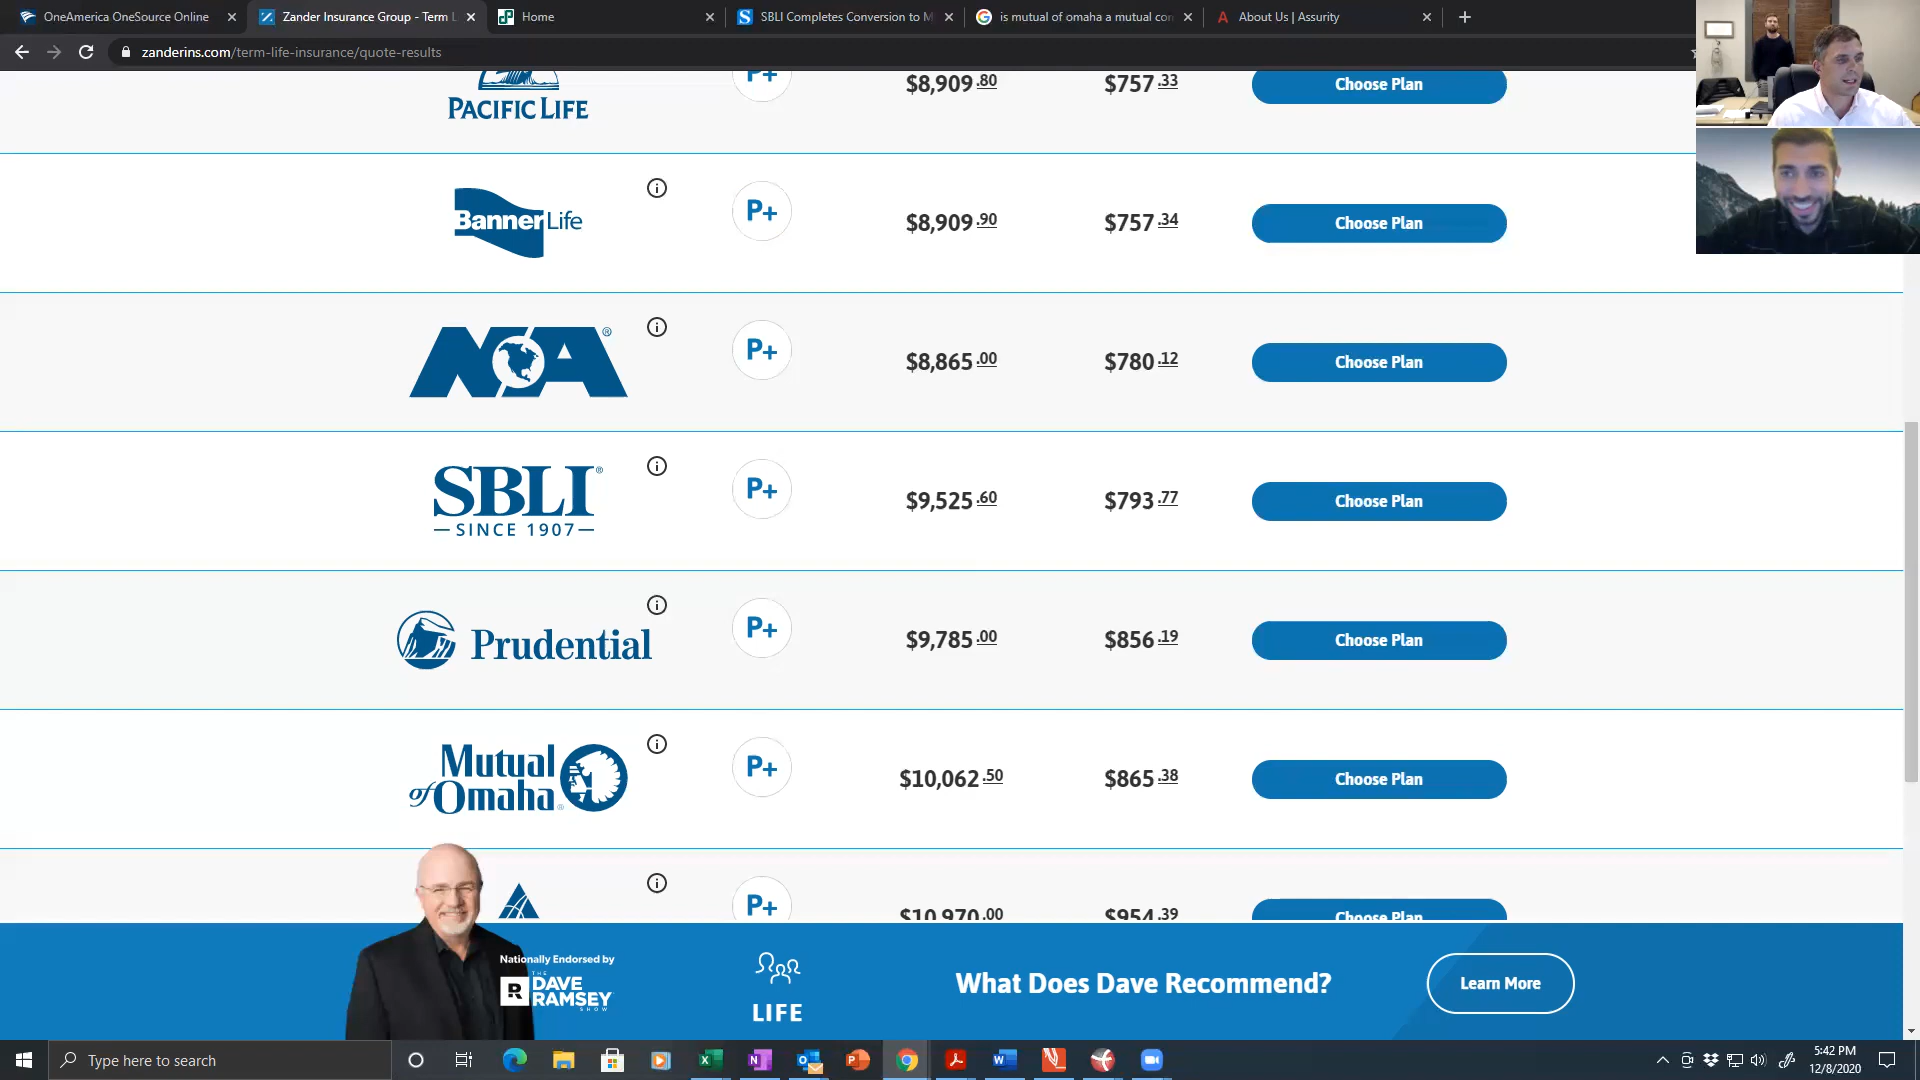 OneAmerica OneSource Online
Zander Insurance Group - Term L
Home
SBLI Completes Conversion to M
is mutual of omaha a mutual con
About Us | Assurity
zanderins.com/term-life-insurance/quote-results
PACIFIC LIFE
P+
$8,909.80
$757.33
Choose Plan
BannerLife
P+
$8,909.90
$757.34
Choose Plan
NA®
P+
$8,865.00
$780.12
Choose Plan
SBLI®
SINCE 1907
P+
$9,525.60
$793.77
Choose Plan
Prudential
P+
$9,785.00
$856.19
Choose Plan
Mutual
of Omaha®
P+
$10,062.50
$865.38
Choose Plan
P+
$10,970.00
$954.39
Choose Plan
Nationally Endorsed by
R THE
DAVE
RAMSEY
SHOW
LIFE
What Does Dave Recommend?
Learn More
Type here to search
5:42 PM
12/8/2020